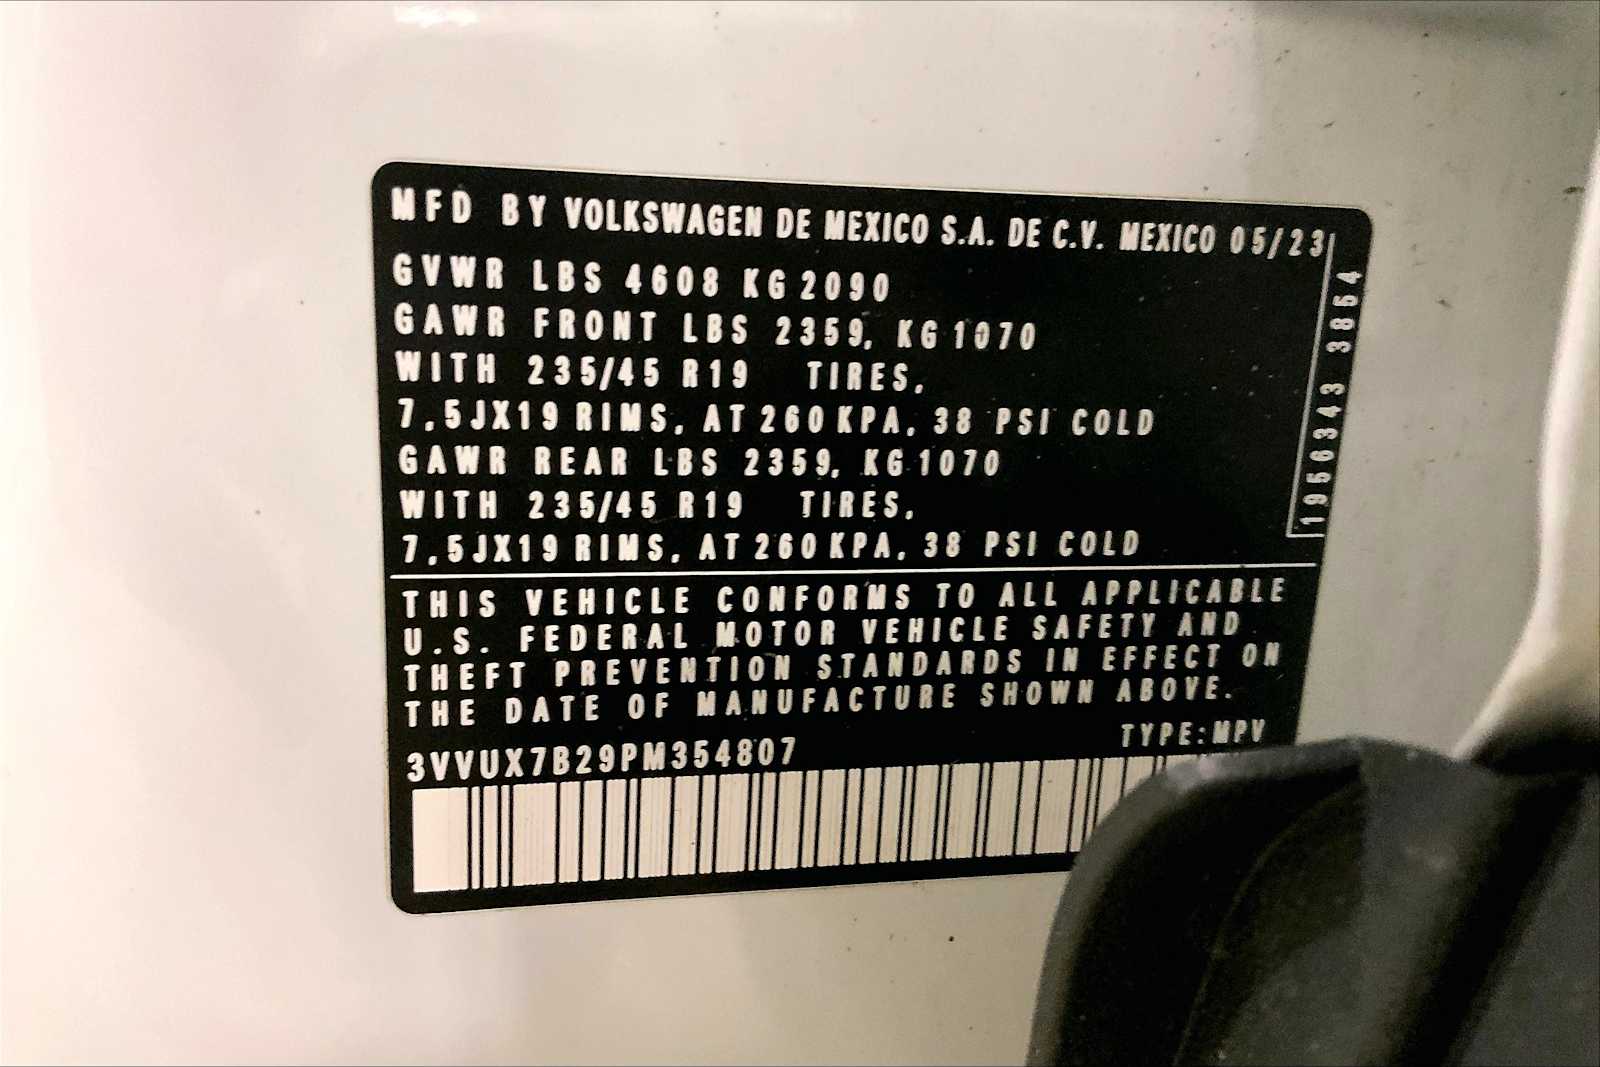 MFD BY VOLKSWAGEN DE MEXICO S.A. DE C.V. MEXICO 05/23
GVWR LBS 4608 KG 2090
GAWR FRONT LBS 2359, KG 1070
WITH 235/45 R19 TIRES,
7,5JX19 RIMS, AT 260 KPA, 38 PSI COLD
GAWR REAR LBS 2359, KG 1070
WITH 235/45 R19 TIRES,
7,5JX19 RIMS, AT 260 KPA, 38 PSI COLD
1956343 3854
THIS VEHICLE CONFORMS TO ALL APPLICABLE
U.S. FEDERAL MOTOR VEHICLE SAFETY AND
THEFT PREVENTION STANDARDS IN EFFECT ON
THE DATE OF MANUFACTURE SHOWN ABOVE.
TYPE:MPV
3VVUX7B29PM354807